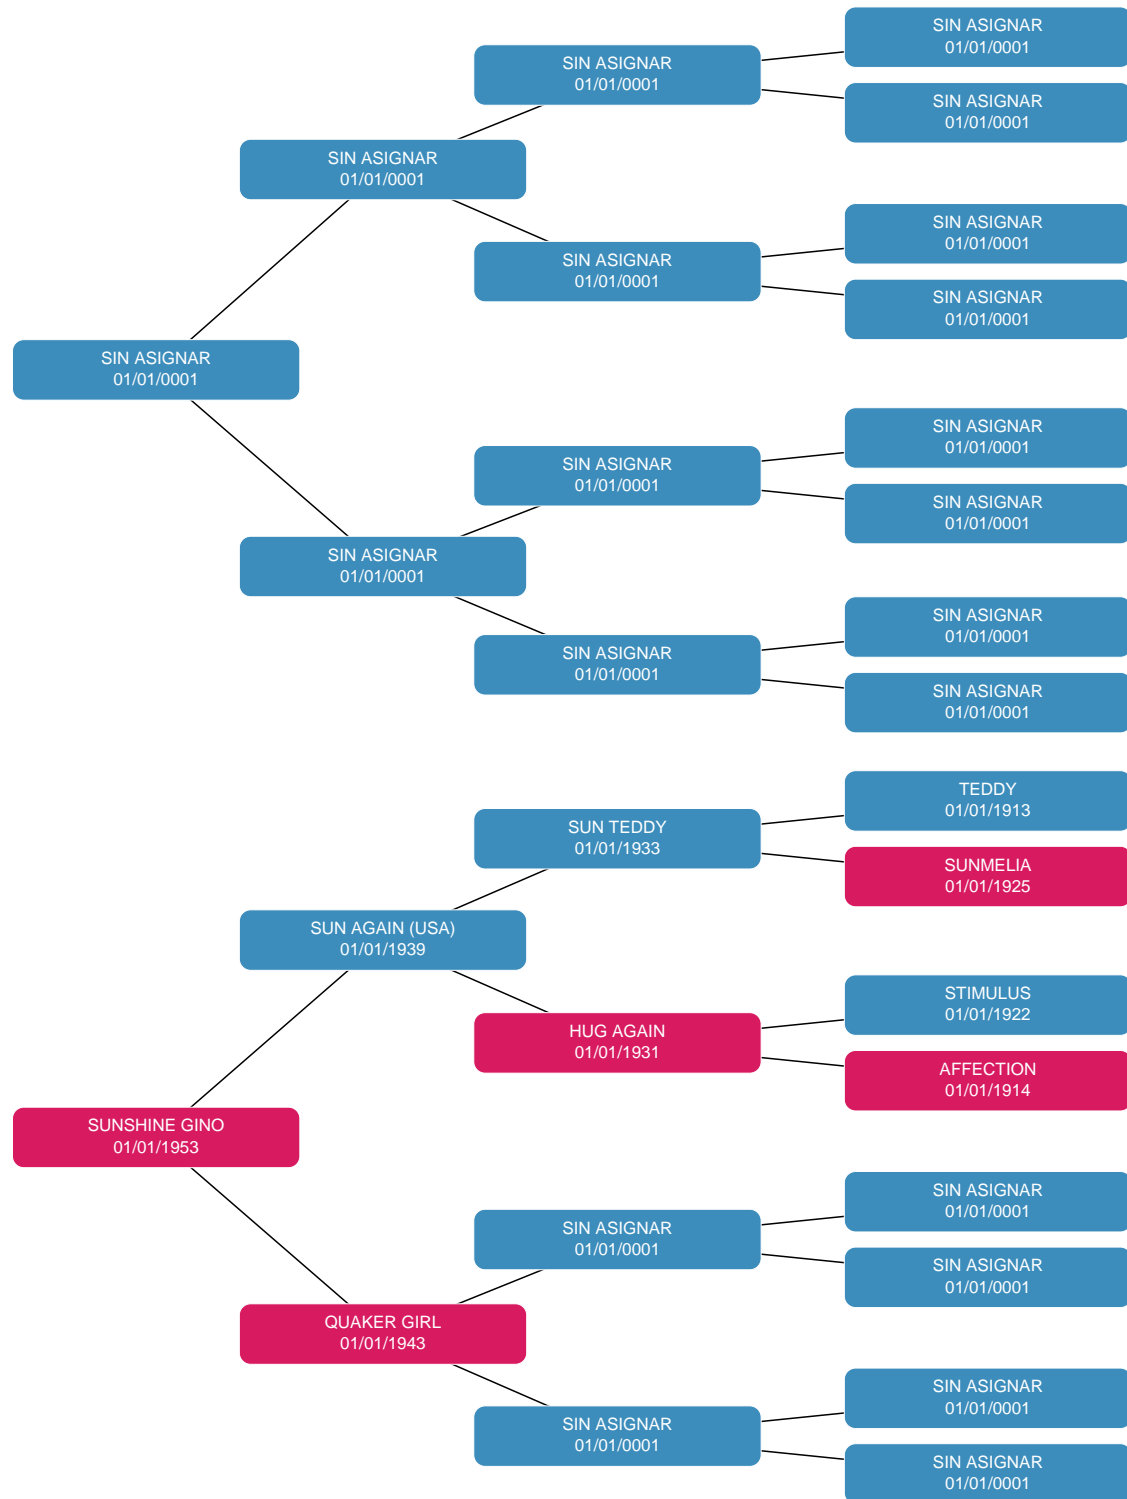 SIN ASIGNAR
01/01/0001
SIN ASIGNAR
01/01/0001
SIN ASIGNAR
01/01/0001
SIN ASIGNAR
01/01/0001
SIN ASIGNAR
01/01/0001
SIN ASIGNAR
01/01/0001
SIN ASIGNAR
01/01/0001
SIN ASIGNAR
01/01/0001
SIN ASIGNAR
01/01/0001
SIN ASIGNAR
01/01/0001
SIN ASIGNAR
01/01/0001
SIN ASIGNAR
01/01/0001
SIN ASIGNAR
01/01/0001
SIN ASIGNAR
01/01/0001
SIN ASIGNAR
01/01/0001
TEDDY
01/01/1913
SUN TEDDY
01/01/1933
SUNMELIA
01/01/1925
SUN AGAIN (USA)
01/01/1939
STIMULUS
01/01/1922
HUG AGAIN
01/01/1931
AFFECTION
01/01/1914
SUNSHINE GINO
01/01/1953
SIN ASIGNAR
01/01/0001
SIN ASIGNAR
01/01/0001
SIN ASIGNAR
01/01/0001
QUAKER GIRL
01/01/1943
SIN ASIGNAR
01/01/0001
SIN ASIGNAR
01/01/0001
SIN ASIGNAR
01/01/0001